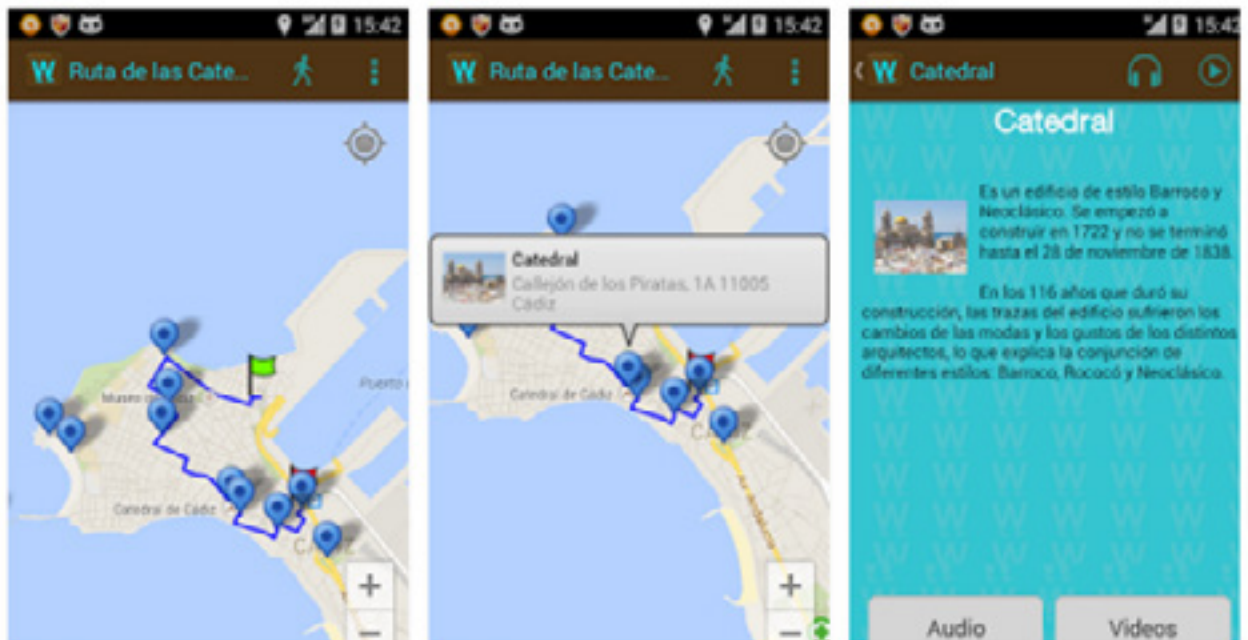 15:42
W Ruta de las Cate...
Puerto
Catedral de Cádiz
+
−
15:42
W Ruta de las Cate...
Catedral
Callejón de los Piratas, 1A 11005
Cádiz
Catedral de Cádiz
Av Andalucía
+
−
15:42
W Catedral
Catedral
Es un edificio de estilo Barroco y
Neoclásico. Se empezó a
construir en 1722 y no se terminó
hasta el 28 de noviembre de 1838.
En los 116 años que duró su
construcción, las trazas del edificio sufrieron los
cambios de las modas y los gustos de los distintos
arquitectos, lo que explica la conjunción de
diferentes estilos: Barroco, Rococó y Neoclásico.
Audio
Videos